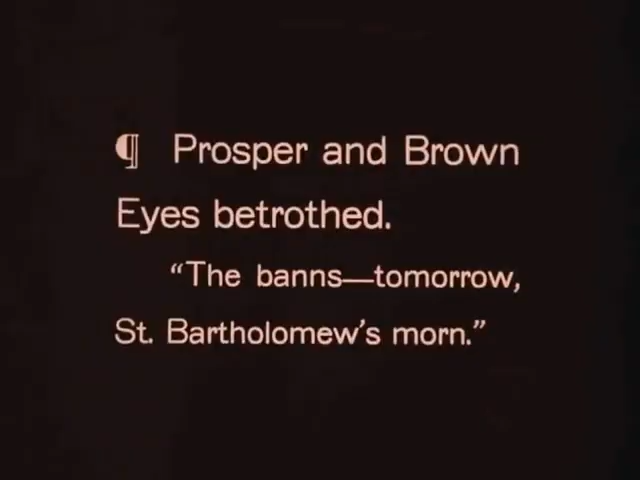 ¶ Prosper and Brown
Eyes betrothed.
“The banns—tomorrow,
St. Bartholomew's morn.”